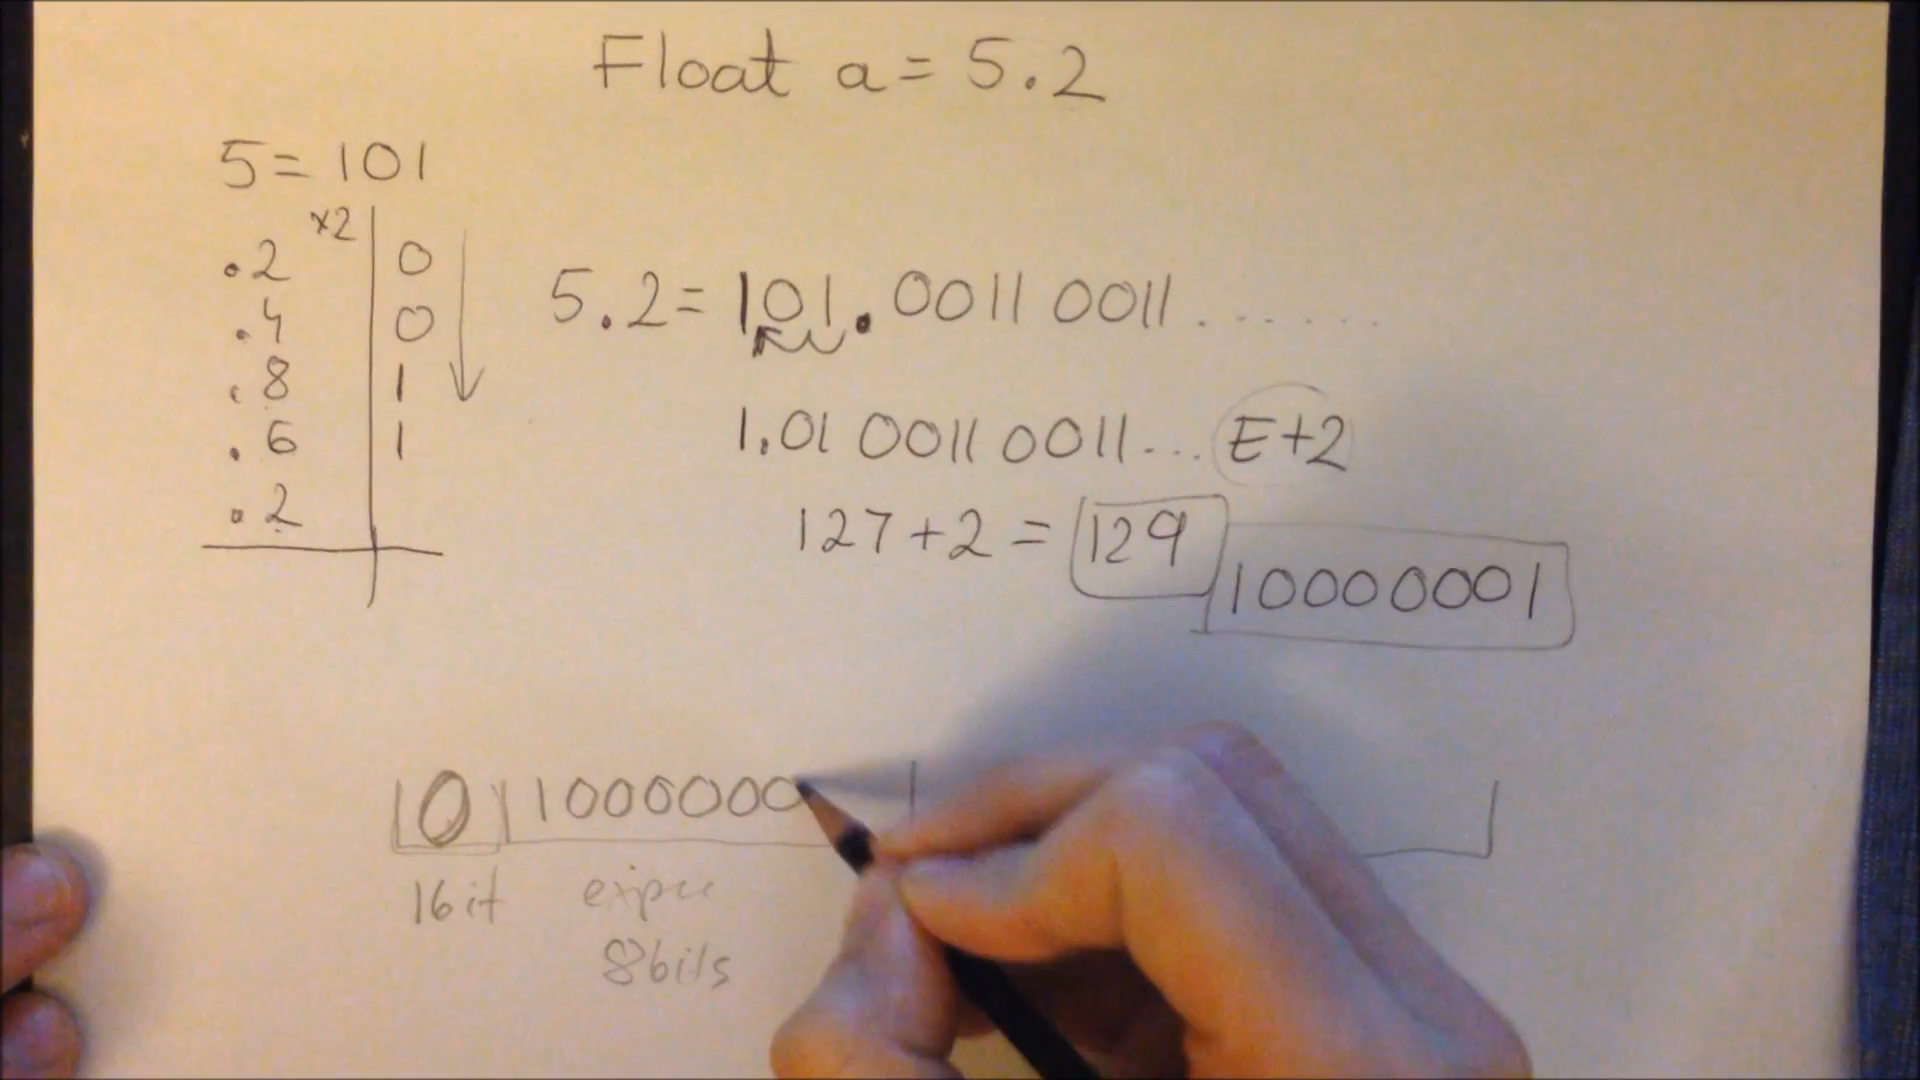 Float a = 5.2
5 = 101
×2
.2 0
.4 0
.8 1
.6 1
.2
5.2 = 101.0011 0011.......
1.01 0011 0011... E+2
127+2 = 129
10000001
0 1000000
1bit
8bits